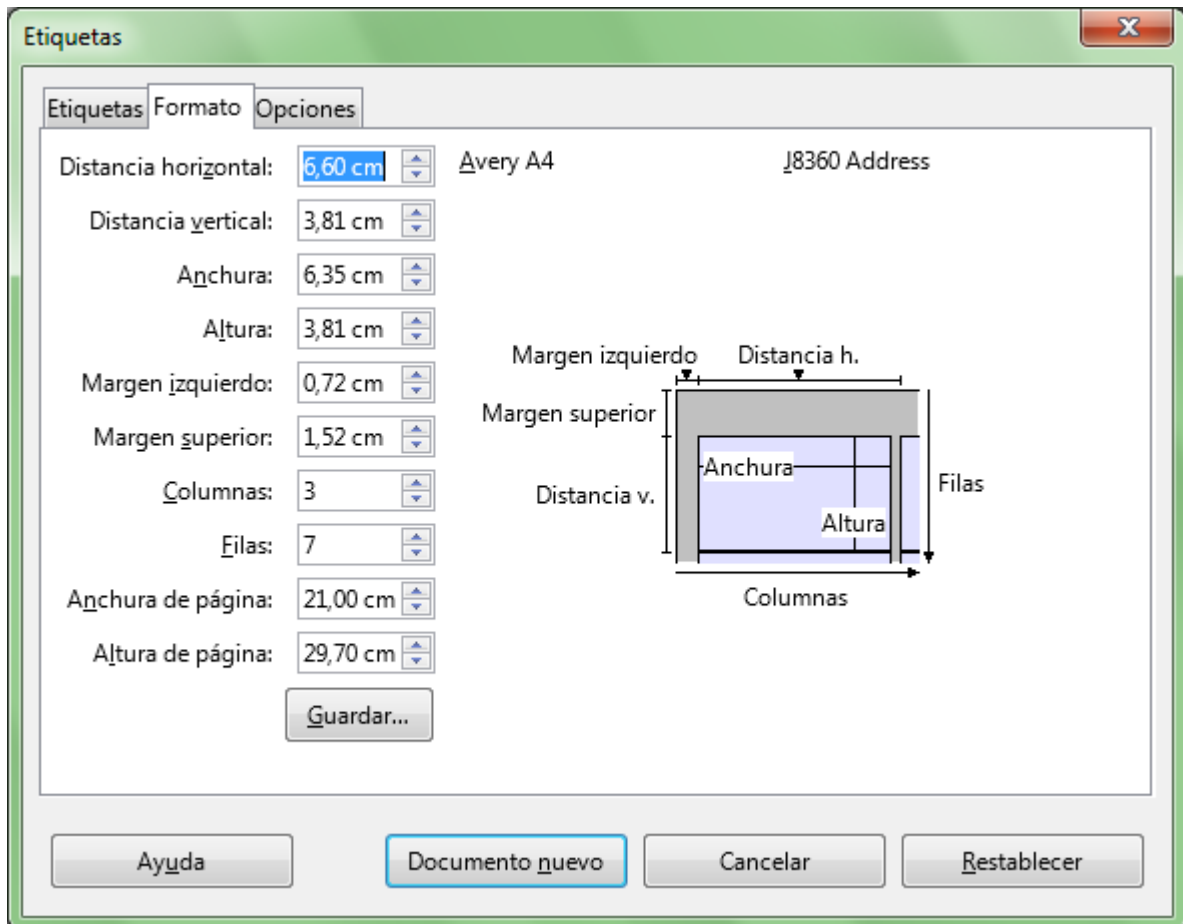 Etiquetas
Etiquetas Formato Opciones
Distancia horizontal: 6,60 cm Avery A4 J8360 Address
Distancia vertical: 3,81 cm
Anchura: 6,35 cm
Altura: 3,81 cm
Margen izquierdo: 0,72 cm
Margen superior: 1,52 cm
Columnas: 3
Filas: 7
Anchura de página: 21,00 cm
Altura de página: 29,70 cm
Guardar...
Margen izquierdo Distancia h.
Margen superior
Anchura
Distancia v.
Filas
Altura
Columnas
Ayuda Documento nuevo Cancelar Restablecer